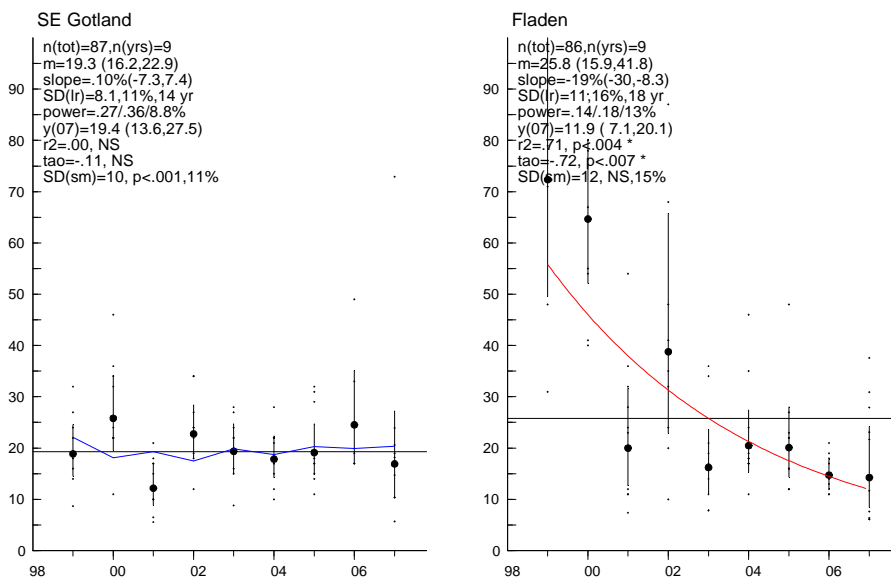 SE Gotland
n(tot)=87,n(yrs)=9
m=19.3 (16.2,22.9)
slope=.10%(-7.3,7.4)
SD(lr)=8.1,11%,14 yr
power=.27/.36/8.8%
y(07)=19.4 (13.6,27.5)
r2=.00, NS
tao=-.11, NS
SD(sm)=10, p<.001,11%
90
80
70
60
50
40
30
20
10
0
98 00 02 04 06
Fladen
n(tot)=86,n(yrs)=9
m=25.8 (15.9,41.8)
slope=-19%(-30,-8.3)
SD(lr)=11,16%,18 yr
power=.14/.18/13%
y(07)=11.9 ( 7.1,20.1)
r2=.71, p<.004 *
tao=-.72, p<.007 *
SD(sm)=12, NS,15%
90
80
70
60
50
40
30
20
10
0
98 00 02 04 06